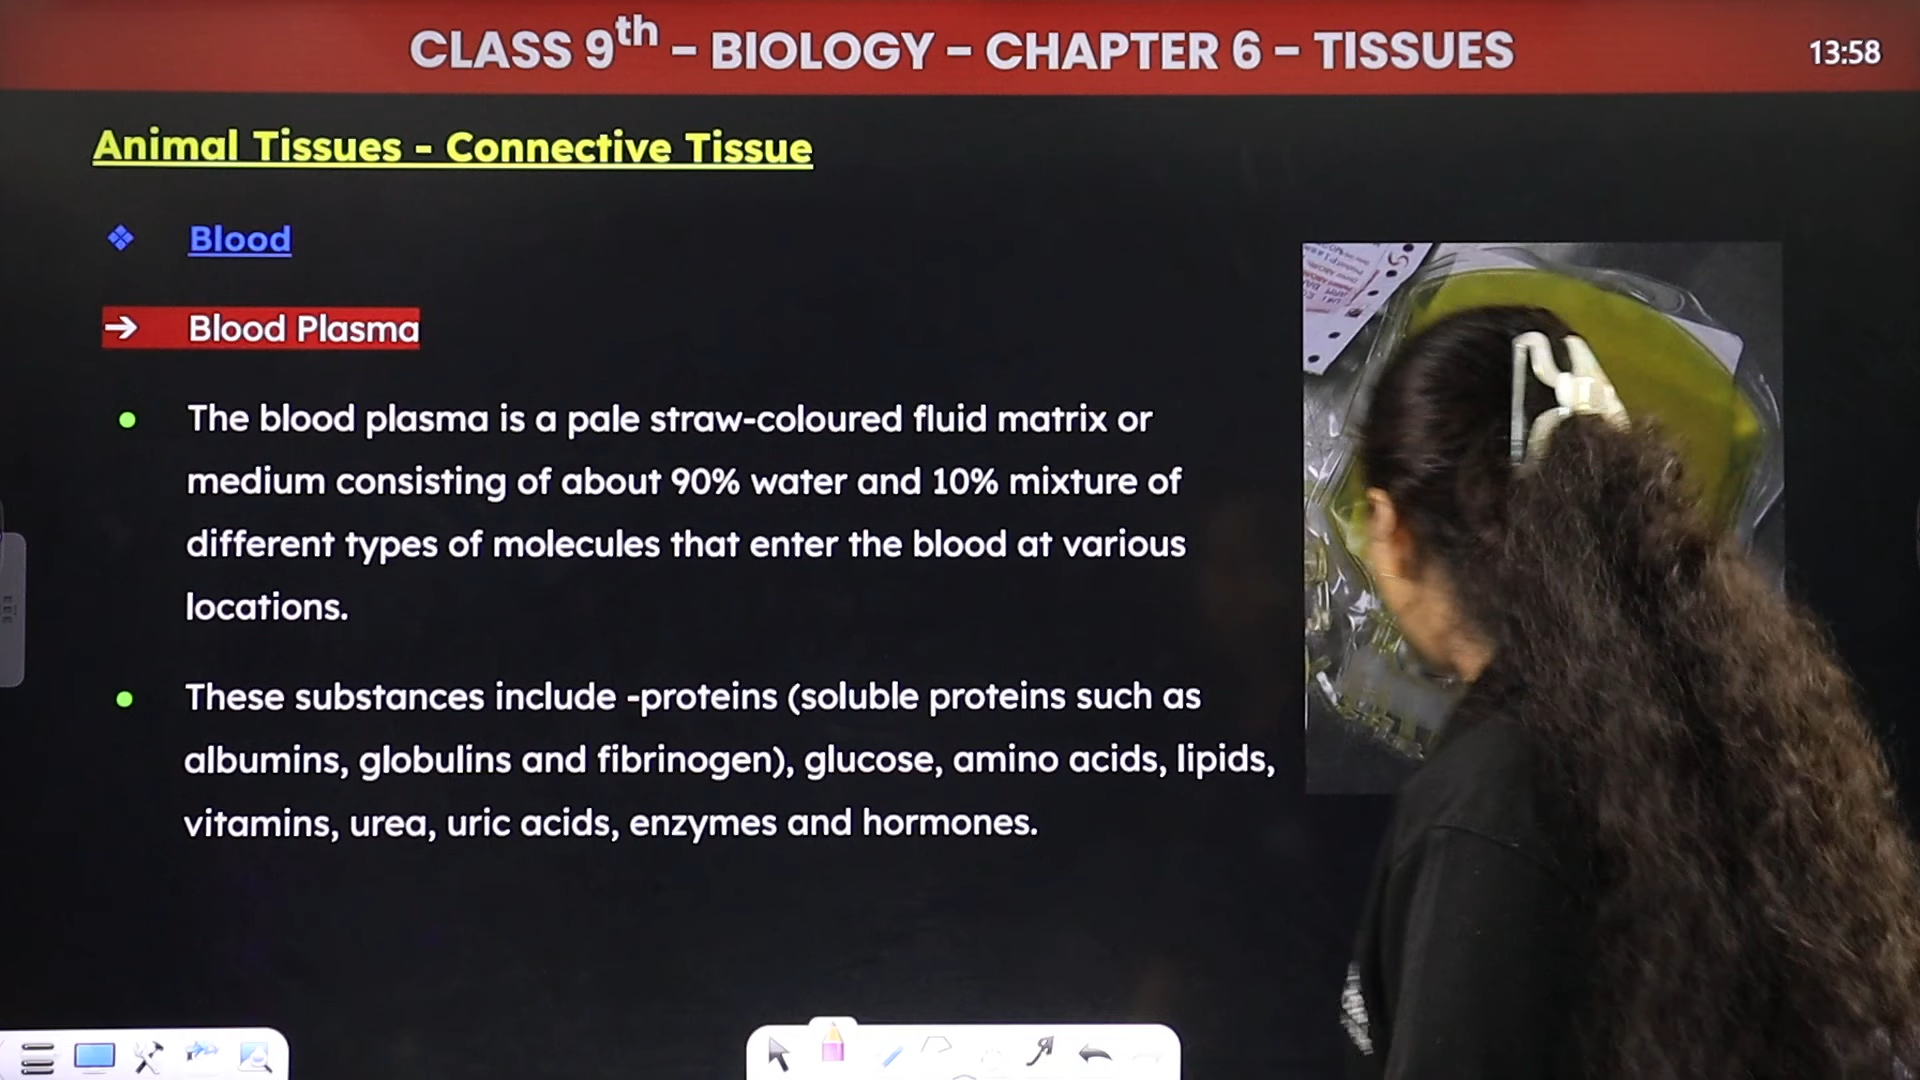 CLASS 9th – BIOLOGY – CHAPTER 6 – TISSUES
13:58
Animal Tissues - Connective Tissue
❖ Blood
→ Blood Plasma
● The blood plasma is a pale straw-coloured fluid matrix or
medium consisting of about 90% water and 10% mixture of
different types of molecules that enter the blood at various
locations.
● These substances include -proteins (soluble proteins such as
albumins, globulins and fibrinogen), glucose, amino acids, lipids,
vitamins, urea, uric acids, enzymes and hormones.